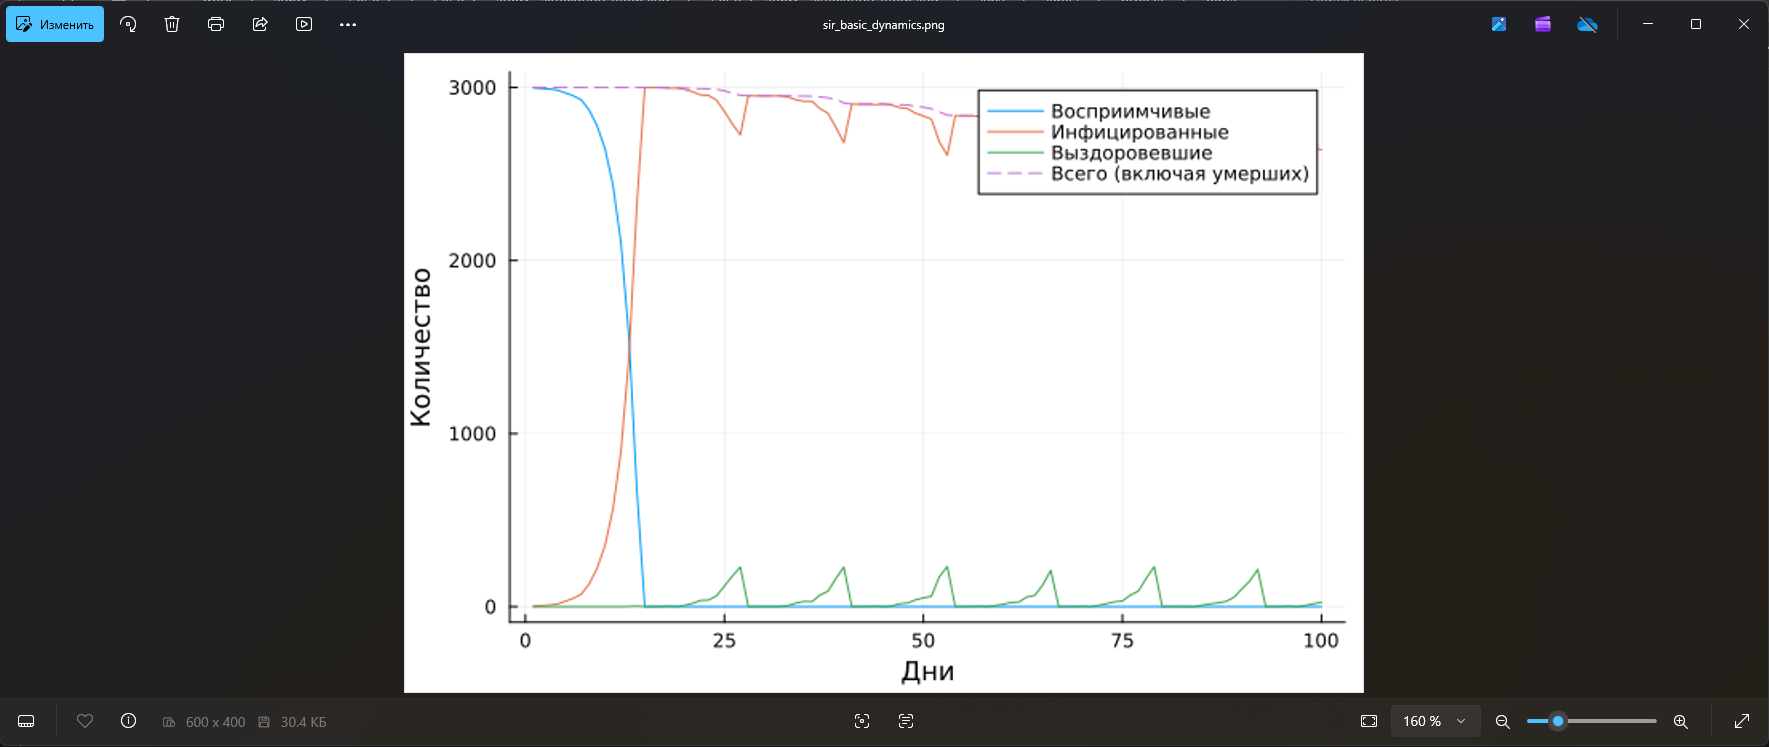 Изменить
sir_basic_dynamics.png
3000
2000
1000
0
Количество
Восприимчивые
Инфицированные
Выздоровевшие
Всего (включая умерших)
0 25 50 75 100
Дни
600 x 400 30.4 КБ
160 %